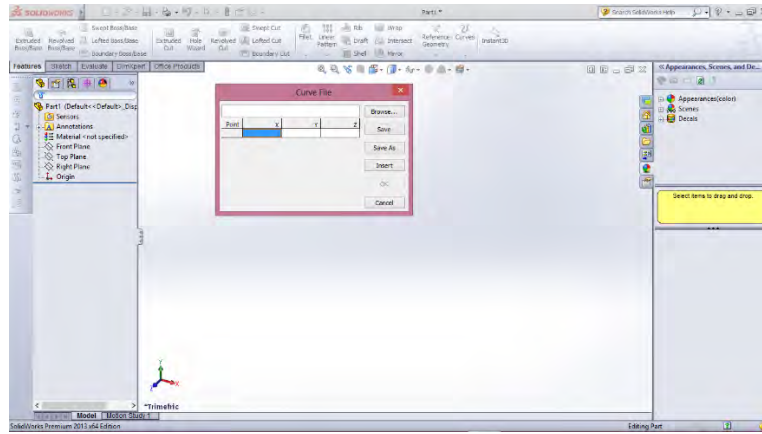 SOLIDWORKS
Part1 *
Search SolidWorks Help
Extruded Boss/Base
Revolved Boss/Base
Swept Boss/Base
Lofted Boss/Base
Boundary Boss/Base
Extruded Cut
Hole Wizard
Revolved Cut
Swept Cut
Lofted Cut
Boundary Cut
Fillet
Linear Pattern
Rib
Draft
Shell
Wrap
Intersect
Mirror
Reference Geometry
Curves
Instant3D
Features Sketch Evaluate DimXpert Office Products
Appearances, Scenes, and De...
Part1 (Default<<Default>_Disp
Sensors
Annotations
Material <not specified>
Front Plane
Top Plane
Right Plane
Origin
Curve File
Browse...
Point X Y Z
Save
Save As
Insert
OK
Cancel
Appearances(color)
Scenes
Decals
Select items to drag and drop.
Y
X
Z
*Trimetric
Model Motion Study 1
SolidWorks Premium 2013 x64 Edition
Editing Part